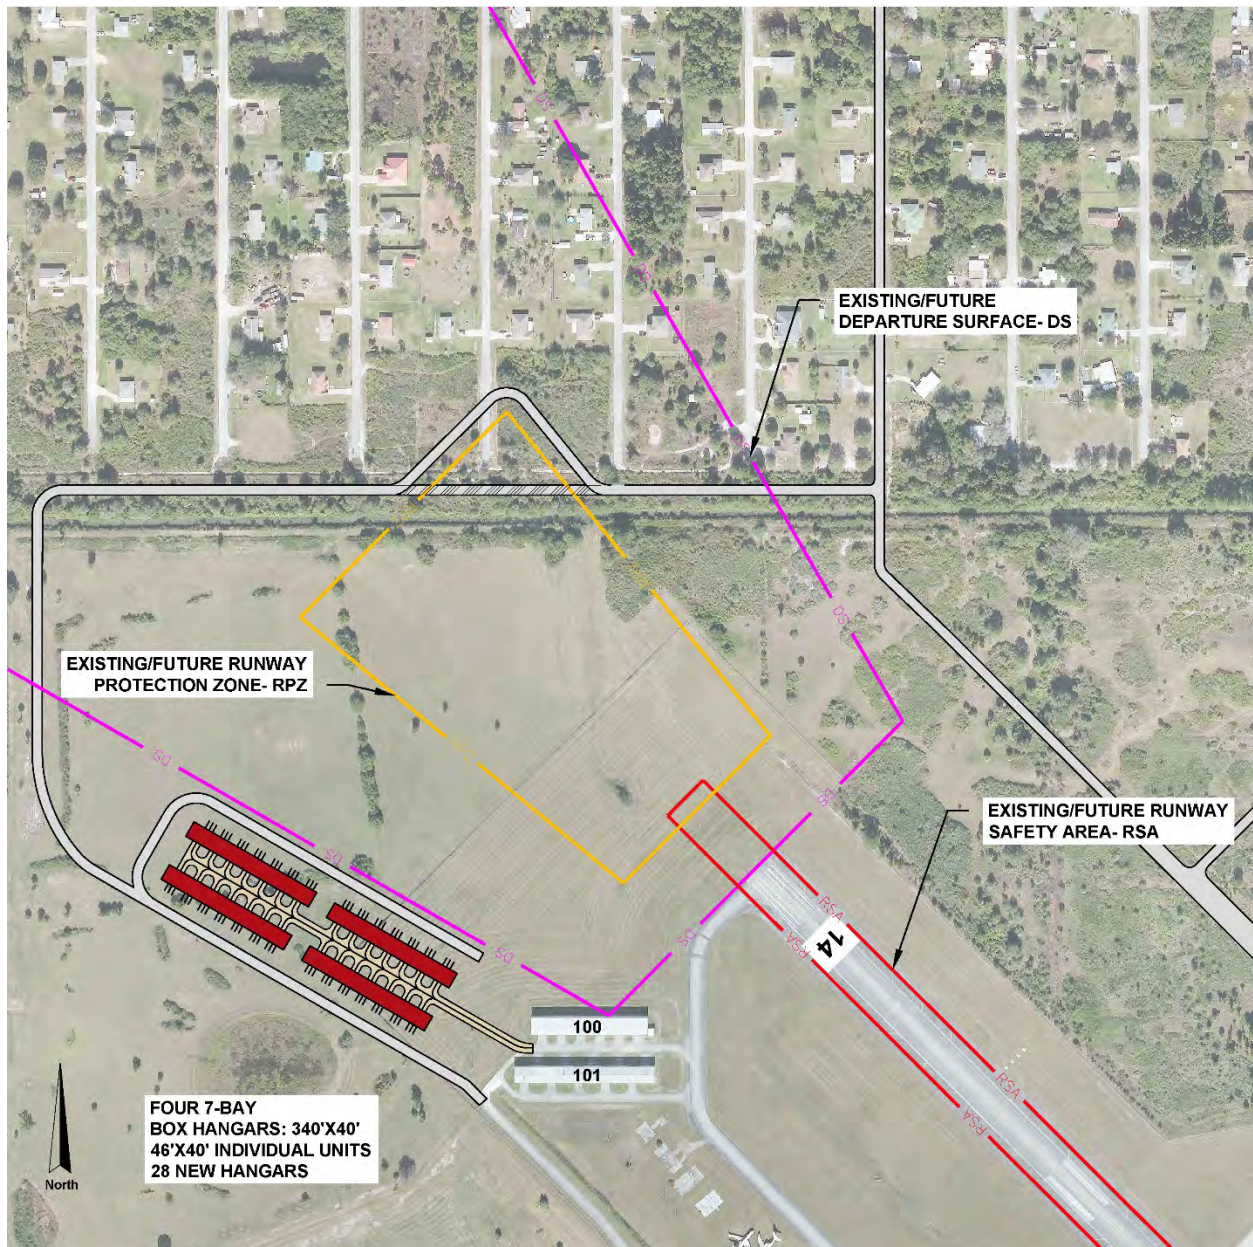 DS
DS
EXISTING/FUTURE
DEPARTURE SURFACE- DS
DS
DS
EXISTING/FUTURE RUNWAY
PROTECTION ZONE- RPZ
DS
DS
EXISTING/FUTURE RUNWAY
SAFETY AREA- RSA
DS
RSA
14
RSA
DS
DS
100
101
RSA
RSA
FOUR 7-BAY
BOX HANGARS: 340'X40'
46'X40' INDIVIDUAL UNITS
28 NEW HANGARS
North